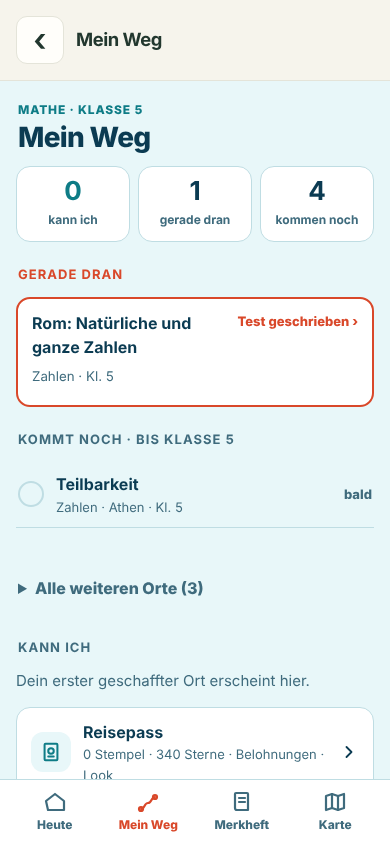 Mein Weg
MATHE · KLASSE 5
Mein Weg
0
kann ich
1
gerade dran
4
kommen noch
GERADE DRAN
Rom: Natürliche und
ganze Zahlen
Test geschrieben ›
Zahlen · Kl. 5
KOMMT NOCH · BIS KLASSE 5
Teilbarkeit
Zahlen · Athen · Kl. 5
bald
Alle weiteren Orte (3)
KANN ICH
Dein erster geschaffter Ort erscheint hier.
Reisepass
0 Stempel · 340 Sterne · Belohnungen ·
Look
Heute
Mein Weg
Merkheft
Karte